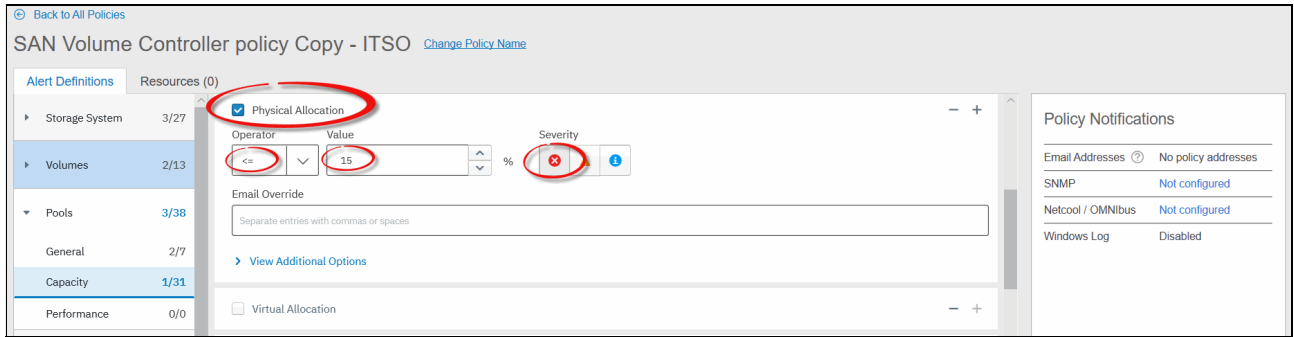 Back to All Policies
SAN Volume Controller policy Copy - ITSO Change Policy Name
Alert Definitions Resources (0)
Storage System 3/27
Volumes 2/13
Pools 3/38
General 2/7
Capacity 1/31
Performance 0/0
Physical Allocation − +
Operator Value Severity
<= 15 %
Email Override
Separate entries with commas or spaces
View Additional Options
Virtual Allocation − +
Policy Notifications
Email Addresses ? No policy addresses
SNMP Not configured
Netcool / OMNIbus Not configured
Windows Log Disabled